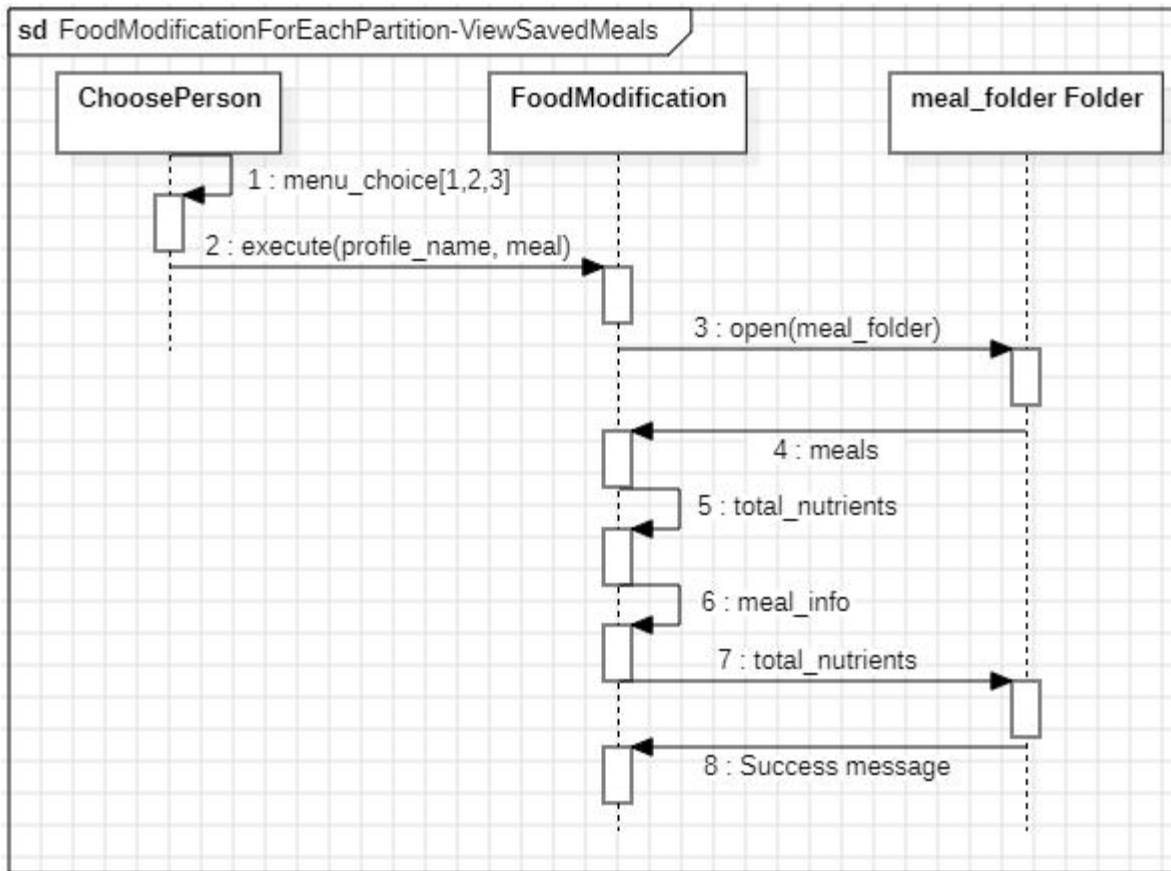 sd FoodModificationForEachPartition-ViewSavedMeals
ChoosePerson
FoodModification
meal_folder Folder
1 : menu_choice[1,2,3]
2 : execute(profile_name, meal)
3 : open(meal_folder)
4 : meals
5 : total_nutrients
6 : meal_info
7 : total_nutrients
8 : Success message